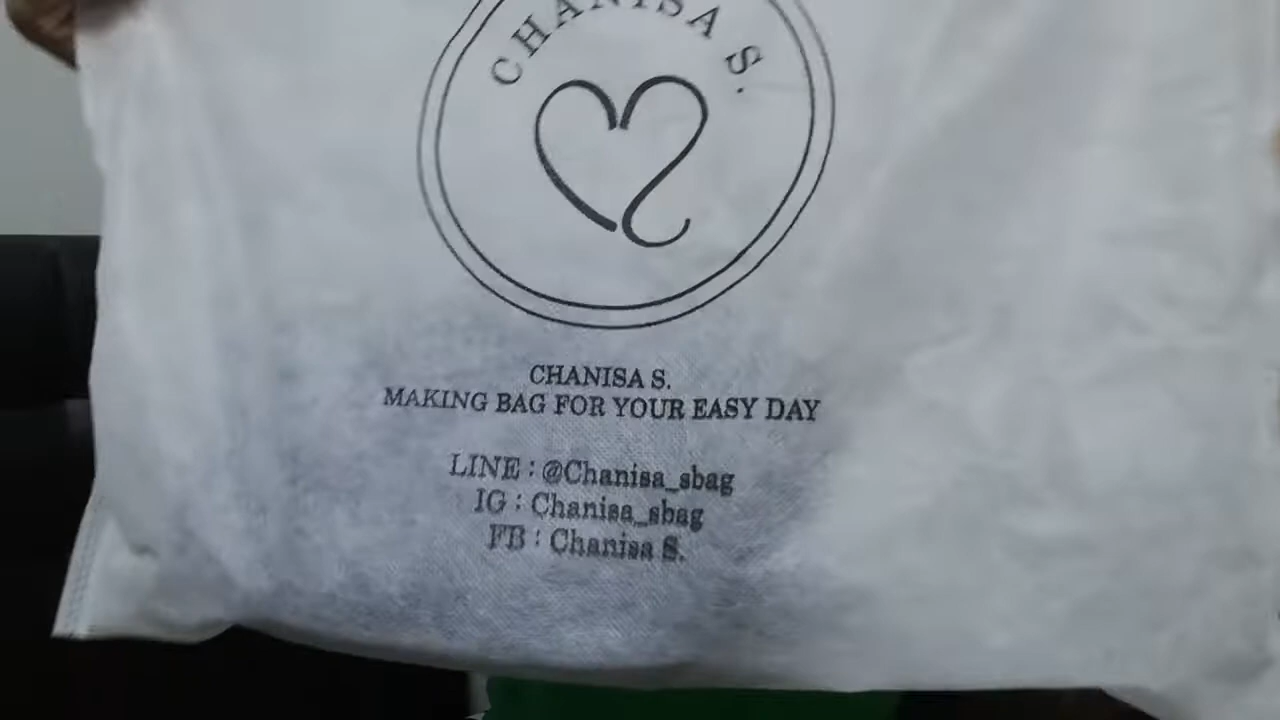 CHANISA S.
CHANISA S.
MAKING BAG FOR YOUR EASY DAY
LINE : @Chanisa_sbag
IG : Chanisa_sbag
FB : Chanisa S.